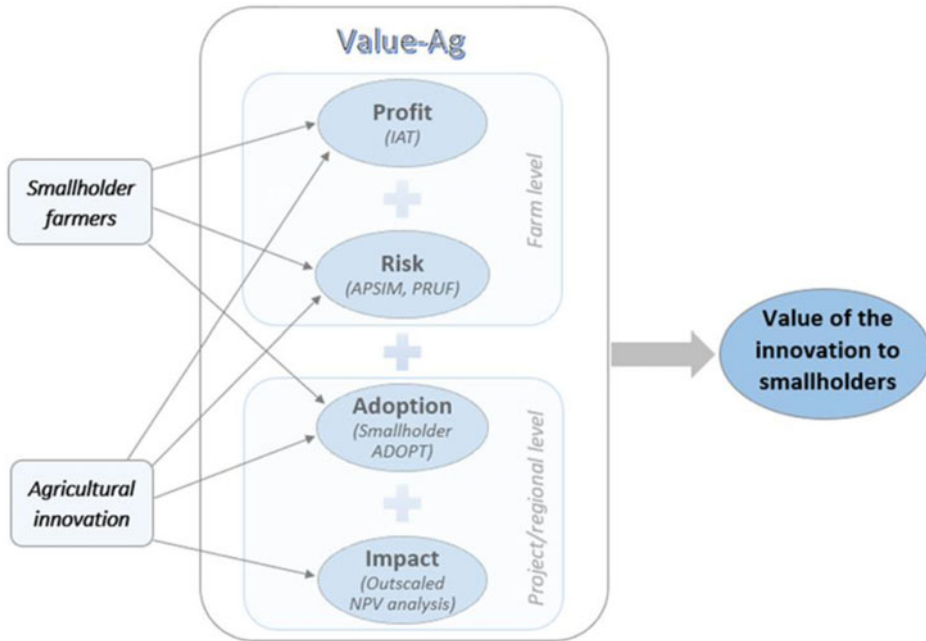 Value-Ag
Profit
(IAT)
Farm level
Smallholder
farmers
Risk
(APSIM, PRUF)
Value of the
innovation to
smallholders
Adoption
(Smallholder
ADOPT)
Project/regional level
Agricultural
innovation
Impact
(Outscaled
NPV analysis)